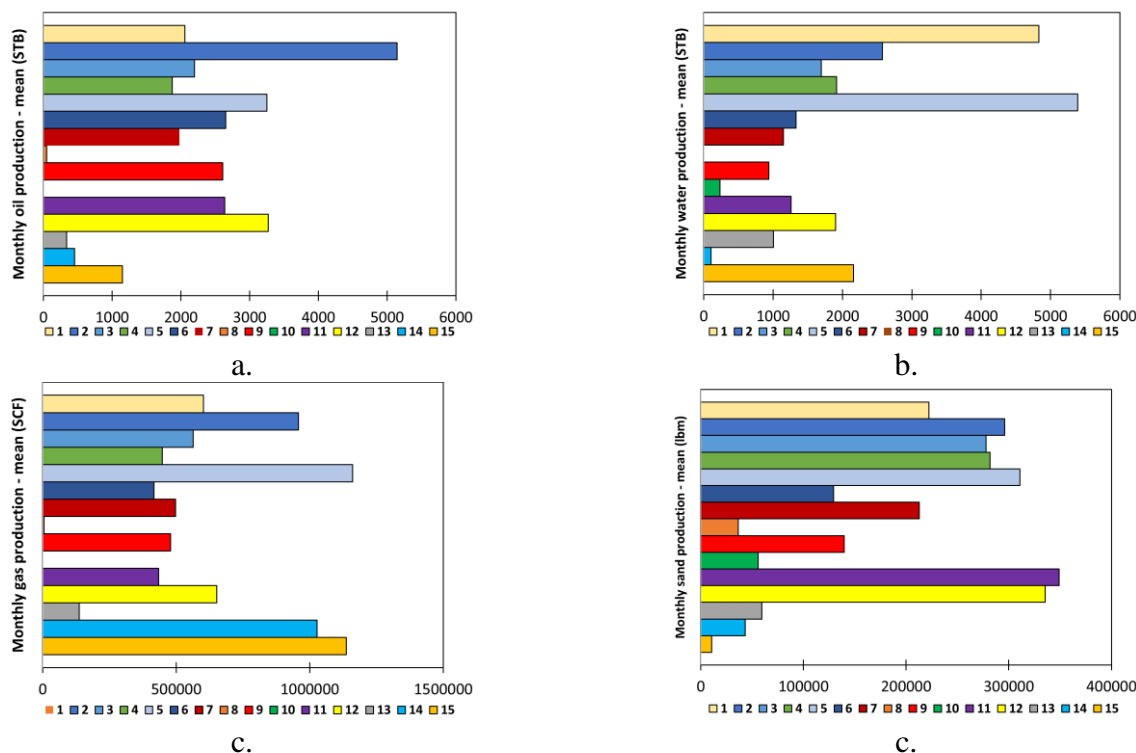 Monthly oil production - mean (STB)
0 1000 2000 3000 4000 5000 6000
1 2 3 4 5 6 7 8 9 10 11 12 13 14 15
a.
Monthly water production - mean (STB)
0 1000 2000 3000 4000 5000 6000
1 2 3 4 5 6 7 8 9 10 11 12 13 14 15
b.
Monthly gas production - mean (SCF)
0 500000 1000000 1500000
1 2 3 4 5 6 7 8 9 10 11 12 13 14 15
c.
Monthly sand production - mean (lbm)
0 100000 200000 300000 400000
1 2 3 4 5 6 7 8 9 10 11 12 13 14 15
c.